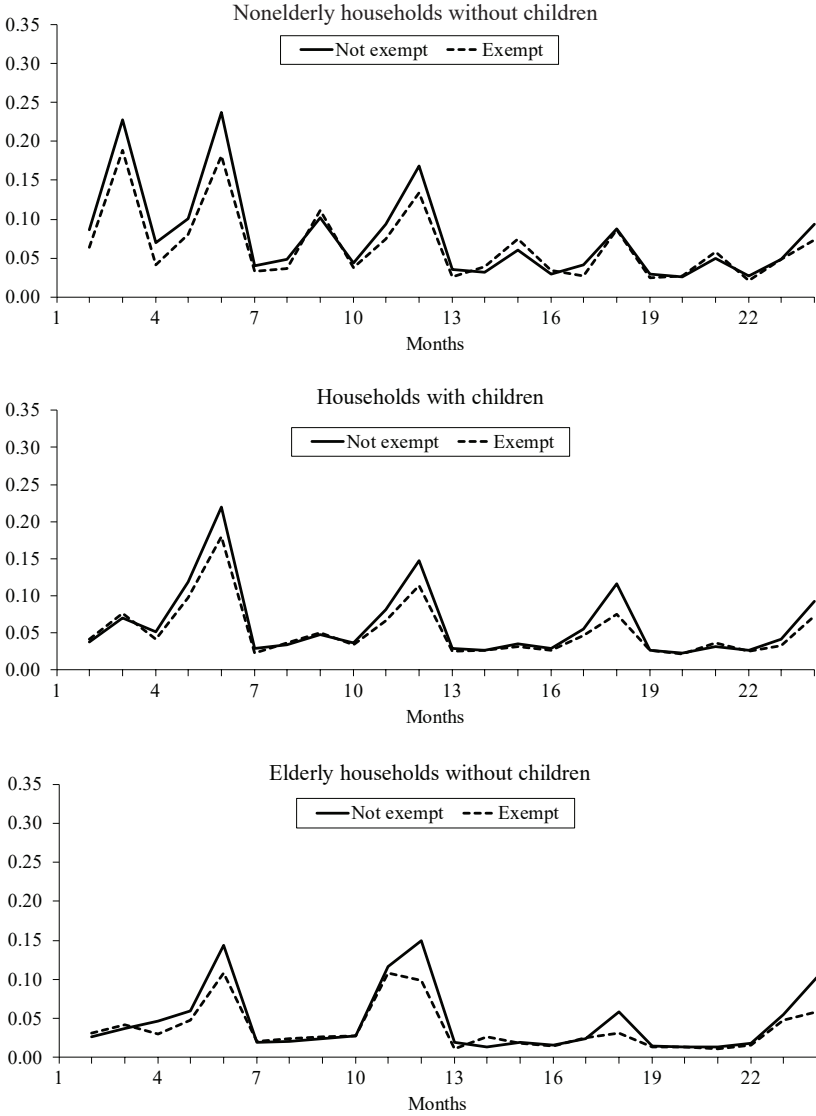 Nonelderly households without children
Not exempt Exempt
0.35
0.30
0.25
0.20
0.15
0.10
0.05
0.00
1 4 7 10 13 16 19 22
Months
Households with children
Not exempt Exempt
0.35
0.30
0.25
0.20
0.15
0.10
0.05
0.00
1 4 7 10 13 16 19 22
Months
Elderly households without children
Not exempt Exempt
0.35
0.30
0.25
0.20
0.15
0.10
0.05
0.00
1 4 7 10 13 16 19 22
Months